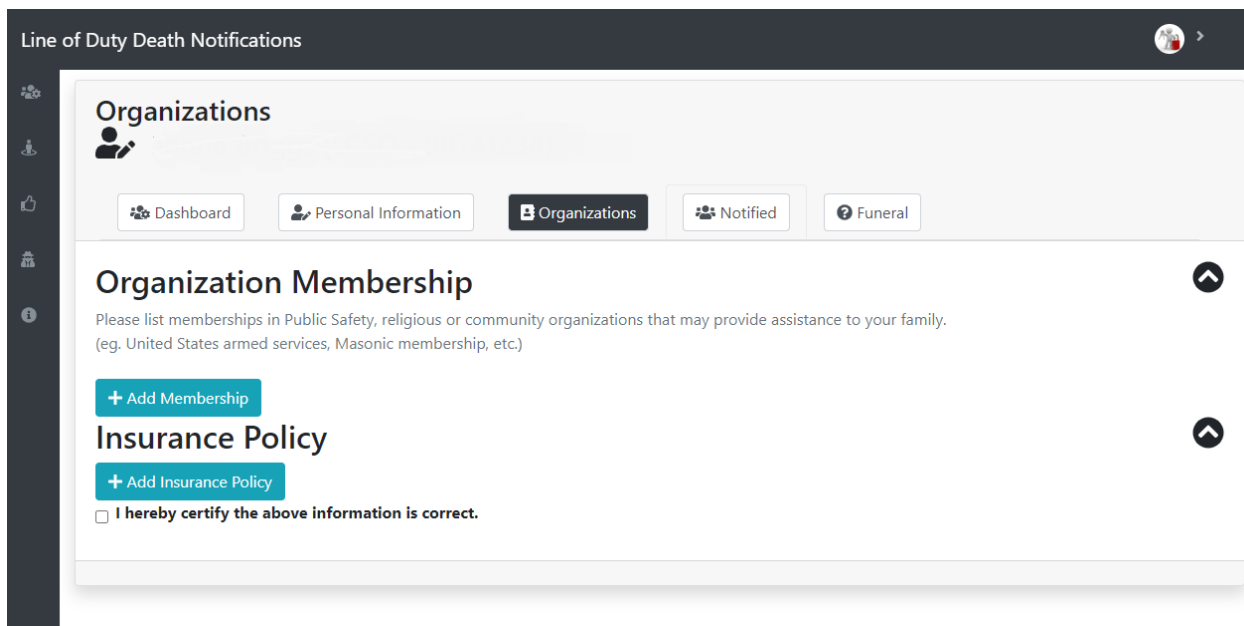 Line of Duty Death Notifications
Organizations
Dashboard
Personal Information
Organizations
Notified
Funeral
Organization Membership
Please list memberships in Public Safety, religious or community organizations that may provide assistance to your family.
(eg. United States armed services, Masonic membership, etc.)
Add Membership
Insurance Policy
Add Insurance Policy
I hereby certify the above information is correct.